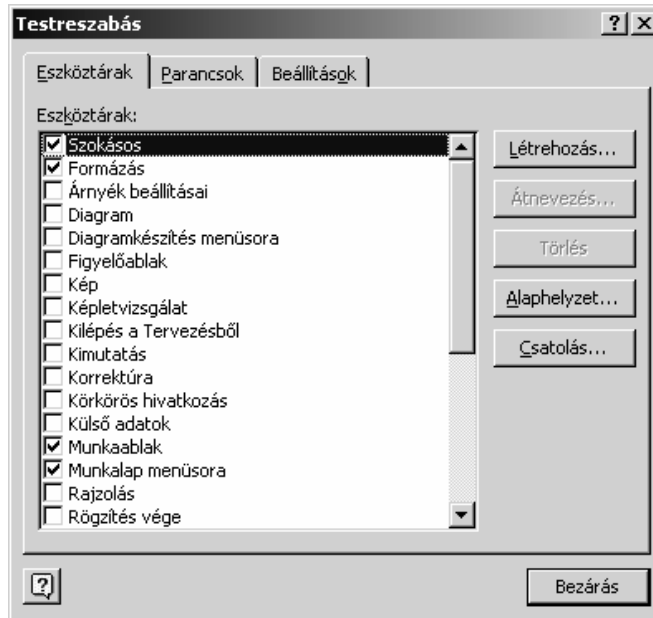 Testreszabás
Eszköztárak Parancsok Beállítások
Eszköztárak:
Szokásos
Formázás
Árnyék beállításai
Diagram
Diagramkészítés menüsora
Figyelőablak
Kép
Képletvizsgálat
Kilépés a Tervezésből
Kimutatás
Korrektúra
Körkörös hivatkozás
Külső adatok
Munkaablak
Munkalap menüsora
Rajzolás
Rögzítés vége
Létrehozás...
Átnevezés...
Törlés
Alaphelyzet...
Csatolás...
Bezárás